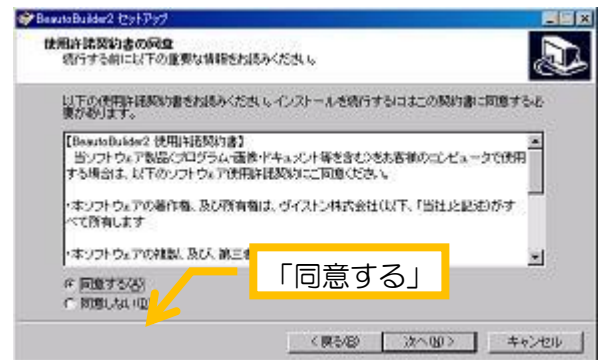 BeautoBuilder2 セットアップ
使用許諾契約書の同意
続行する前に以下の重要な情報をお読みください。
以下の使用許諾契約書をお読みください。インストールを続行するにはこの契約書に同意する必
要があります。
【BeautoBuilder2 使用許諾契約書】
当ソフトウェア製品(プログラム・画像・ドキュメント等を含む)をお客様のコンピュータで使用
する場合は、以下のソフトウェア使用許諾契約にご同意ください。
・本ソフトウェアの著作権、及び所有権は、ヴイストン株式会社(以下、「当社」と記述)がす
べて所有します
・本ソフトウェアの複製、及び、第三者
「同意する」
同意する(A)
同意しない(D)
< 戻る(B)
次へ(N) >
キャンセル